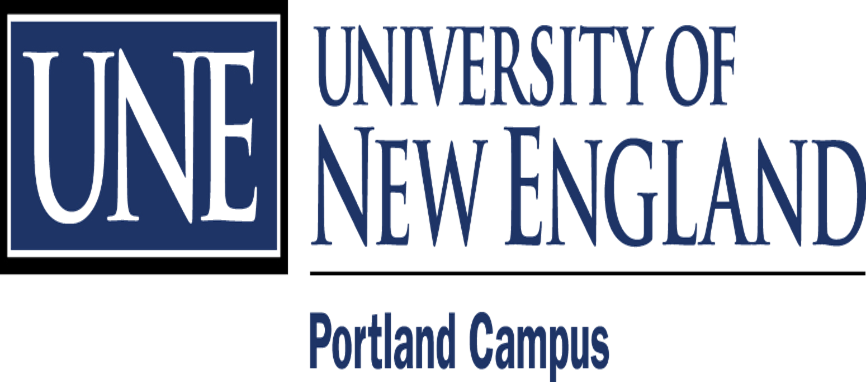 UNE
UNIVERSITY OF
NEW ENGLAND
Portland Campus